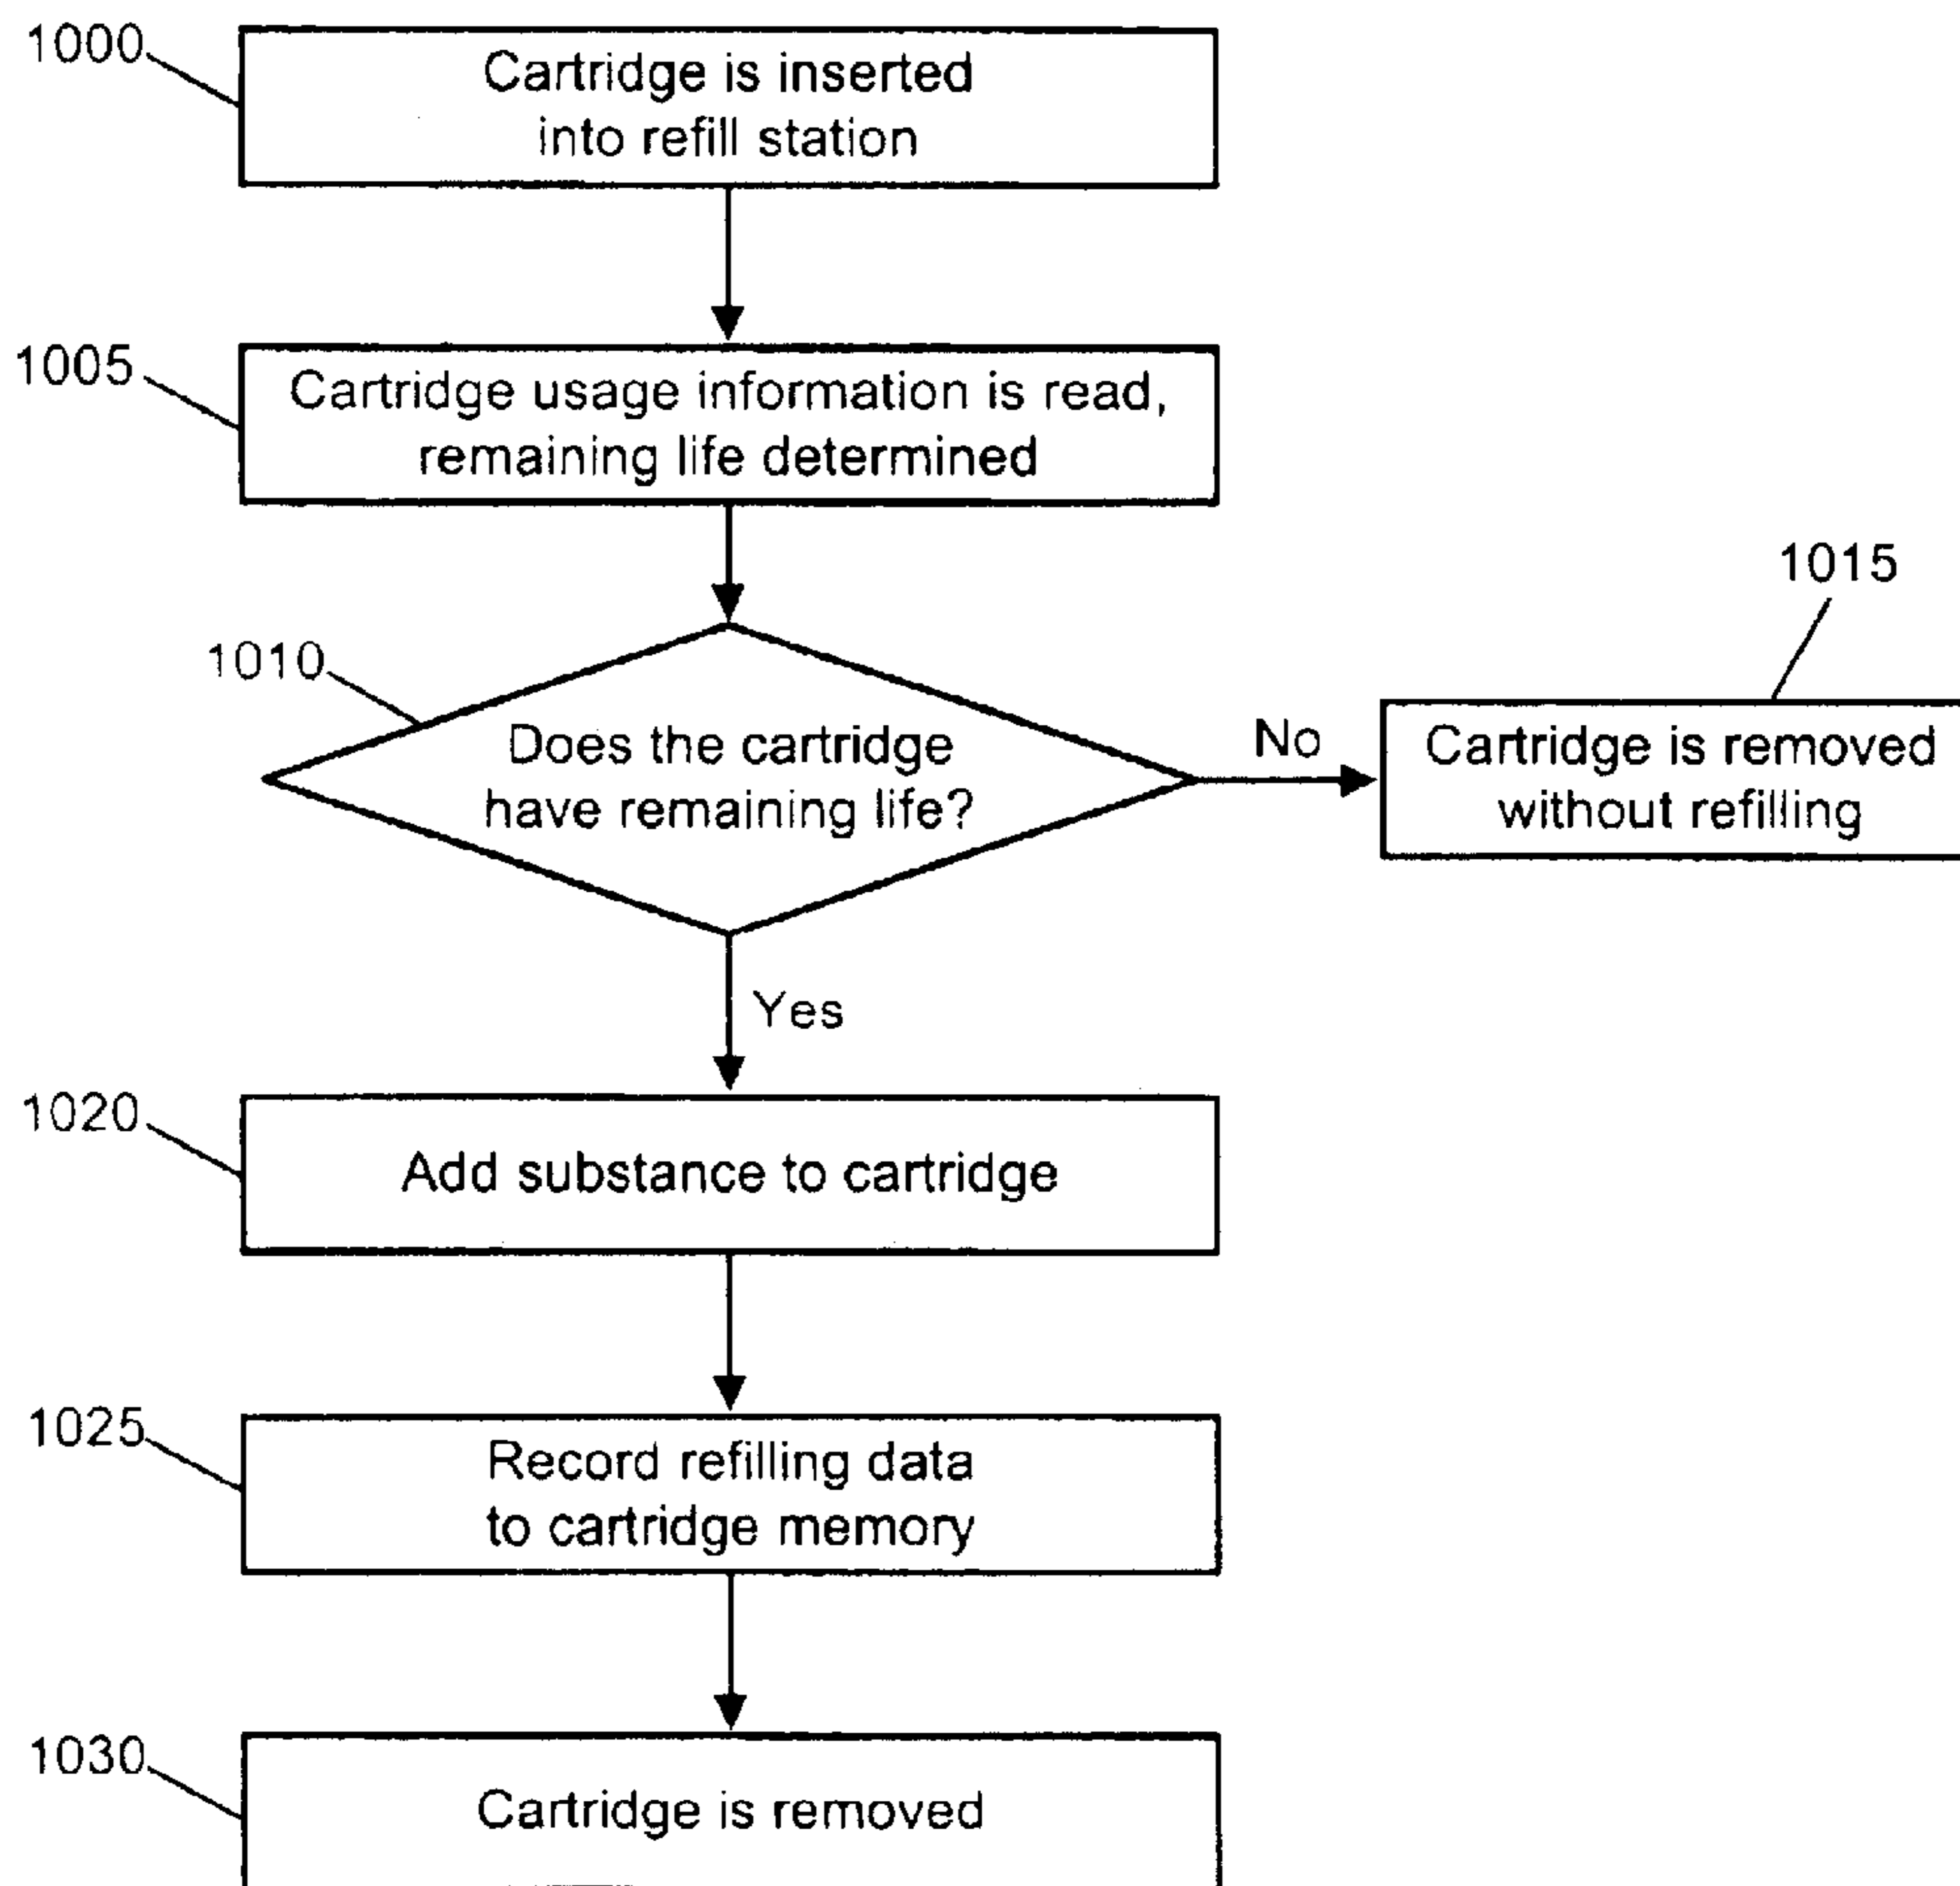 1000
Cartridge is inserted
into refill station
1005
Cartridge usage information is read,
remaining life determined
1010
Does the cartridge
have remaining life?
No
1015
Cartridge is removed
without refilling
Yes
1020
Add substance to cartridge
1025
Record refilling data
to cartridge memory
1030
Cartridge is removed